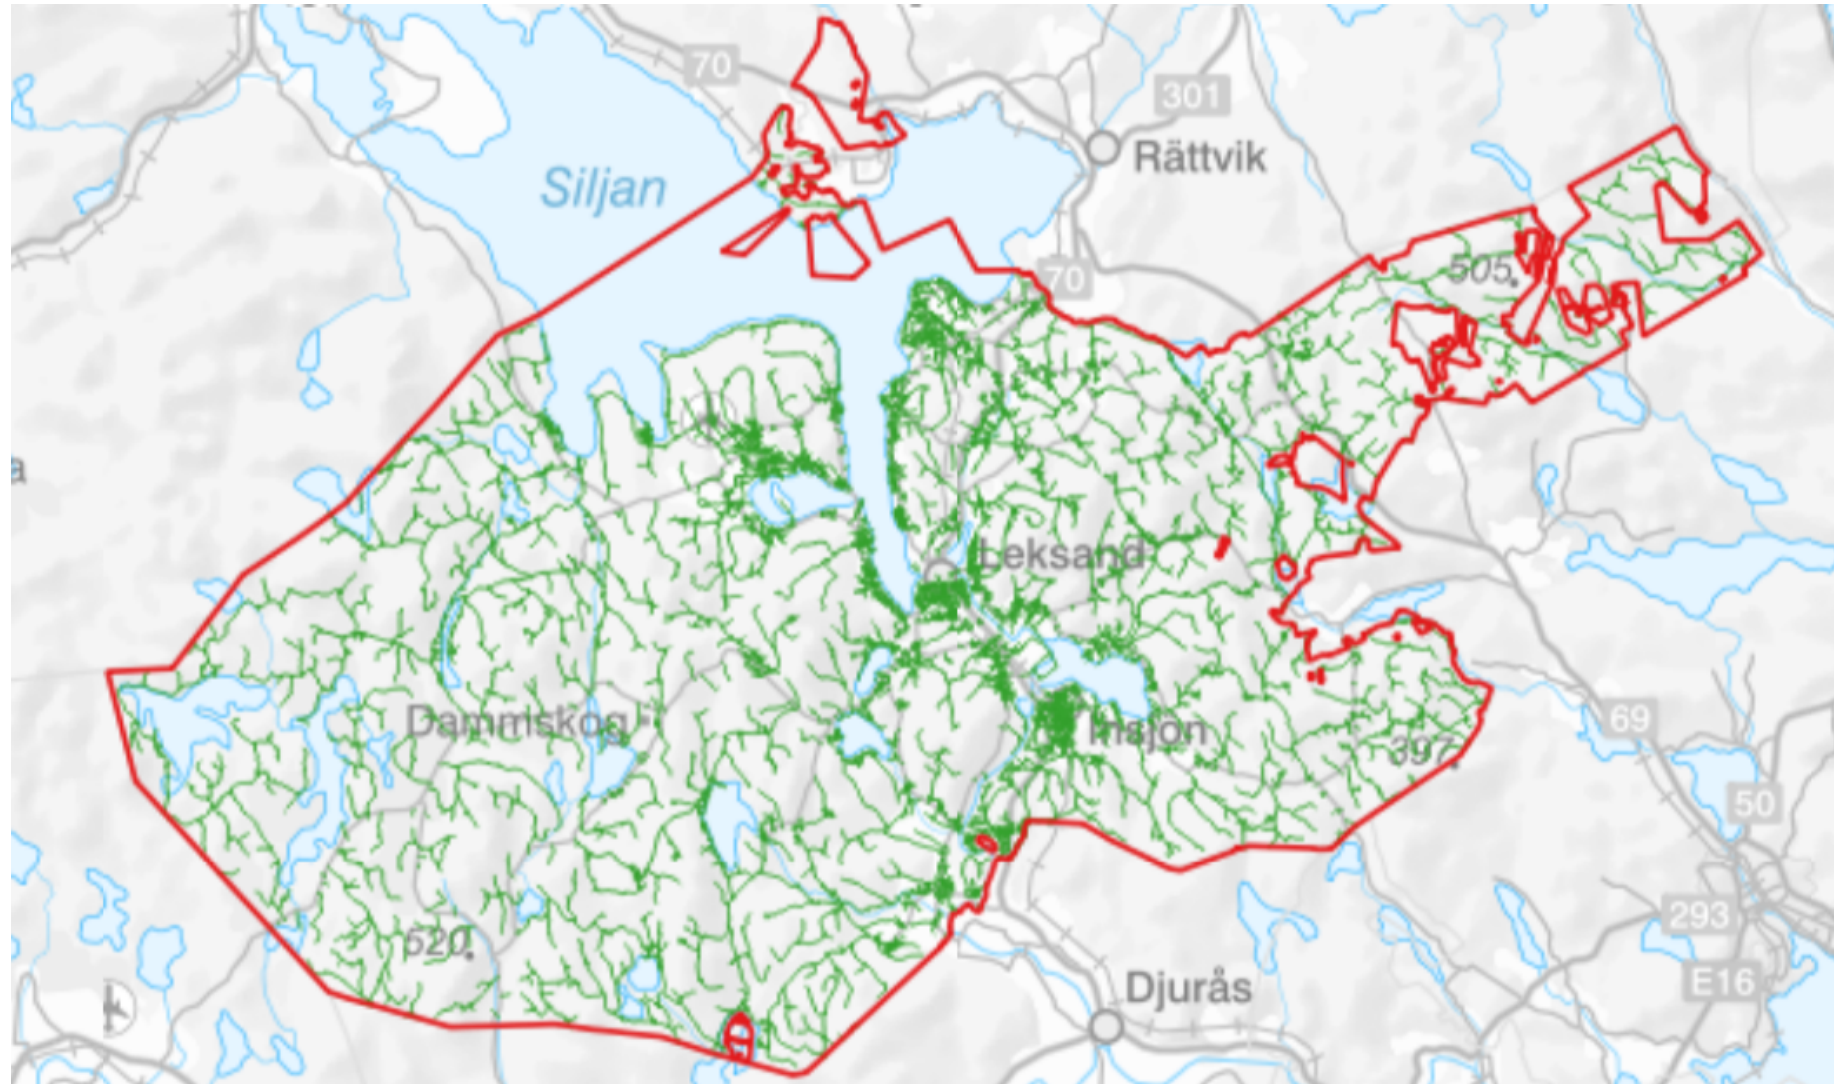 70
301
Siljan
Rättvik
70
505
a
Leksand
Dammskog
Insjön
69
397
50
293
520
E16
Djurås